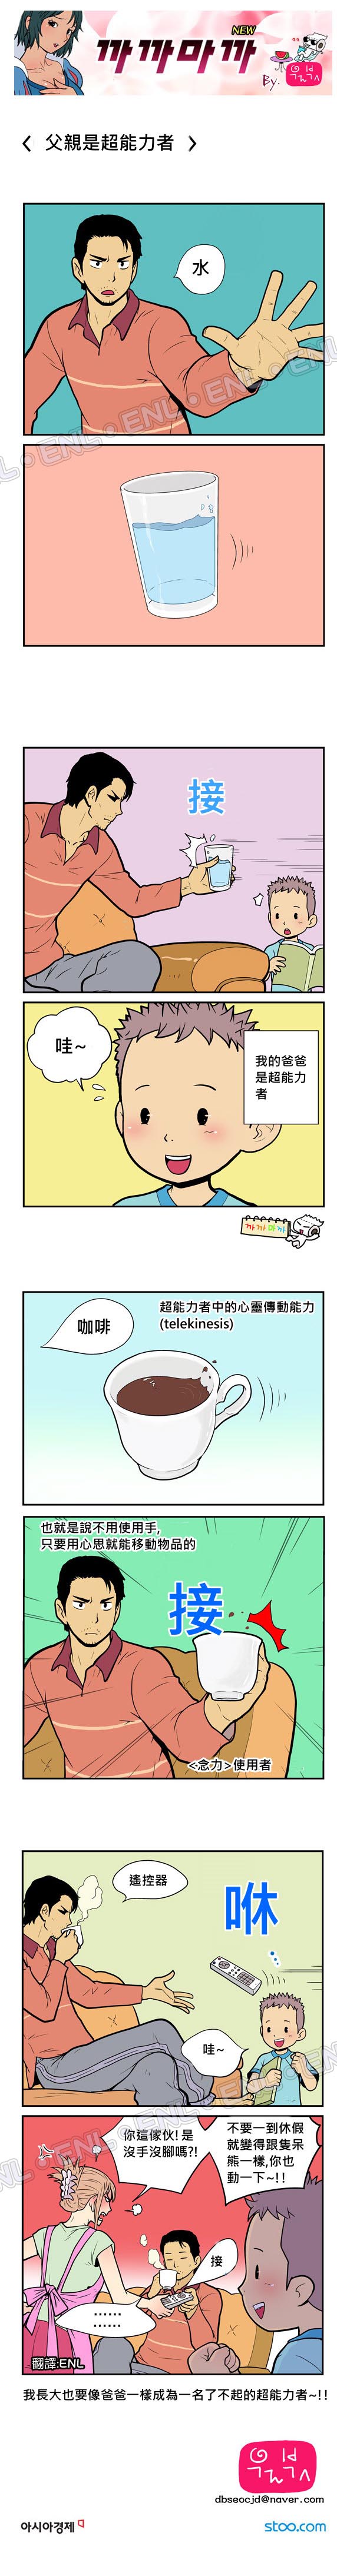 NEW
까까마까
By.
< 父親是超能力者 >
水
接
哇~
我的爸爸
是超能力
者
까까마까
咖啡
超能力者中的心靈傳動能力
(telekinesis)
也就是說不用使用手,
只要用心思就能移動物品的
接
<念力>使用者
遙控器
咻
哇~
你這傢伙!是
沒手沒腳嗎?!
不要一到休假
就變得跟隻呆
熊一樣,你也
動一下~!!
接
......
......
翻譯:ENL
我長大也要像爸爸一樣成為一名了不起的超能力者~!!
dbseocjd@naver.com
아시아경제
stoo.com
ENL